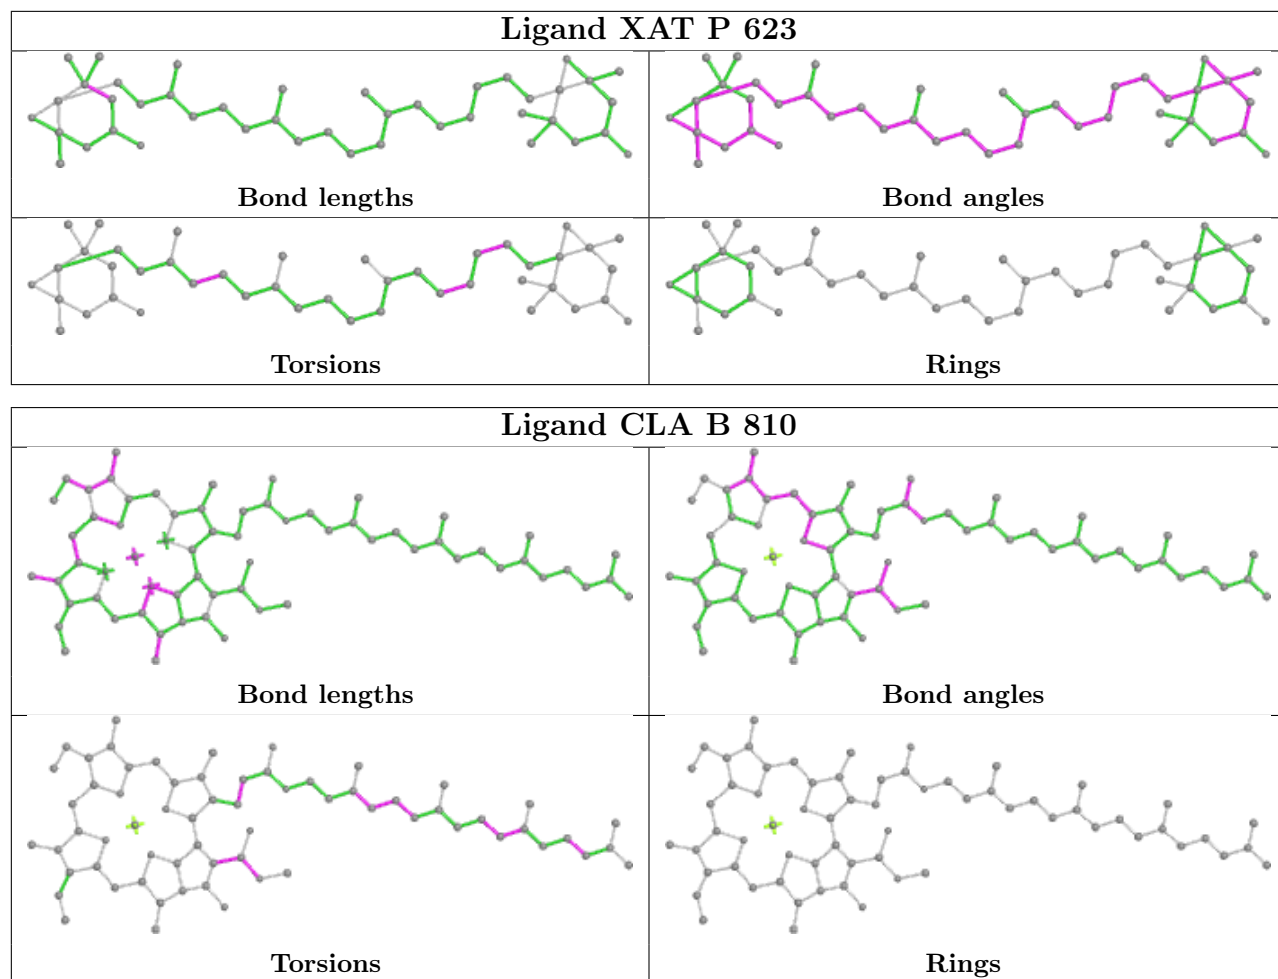 Ligand XAT P 623
Bond lengths
Bond angles
Torsions
Rings
Ligand CLA B 810
Bond lengths
Bond angles
Torsions
Rings